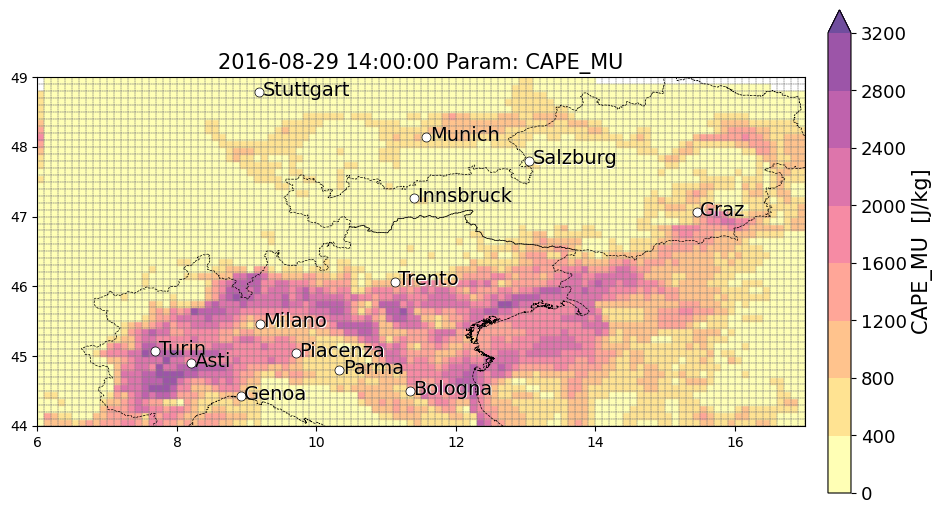 2016-08-29 14:00:00 Param: CAPE_MU
49
48
47
46
45
44
6
8
10
12
14
16
Stuttgart
Munich
Salzburg
Innsbruck
Graz
Trento
Milano
Turin
Asti
Piacenza
Parma
Genoa
Bologna
3200
2800
2400
2000
1600
1200
800
400
0
CAPE_MU [J/kg]